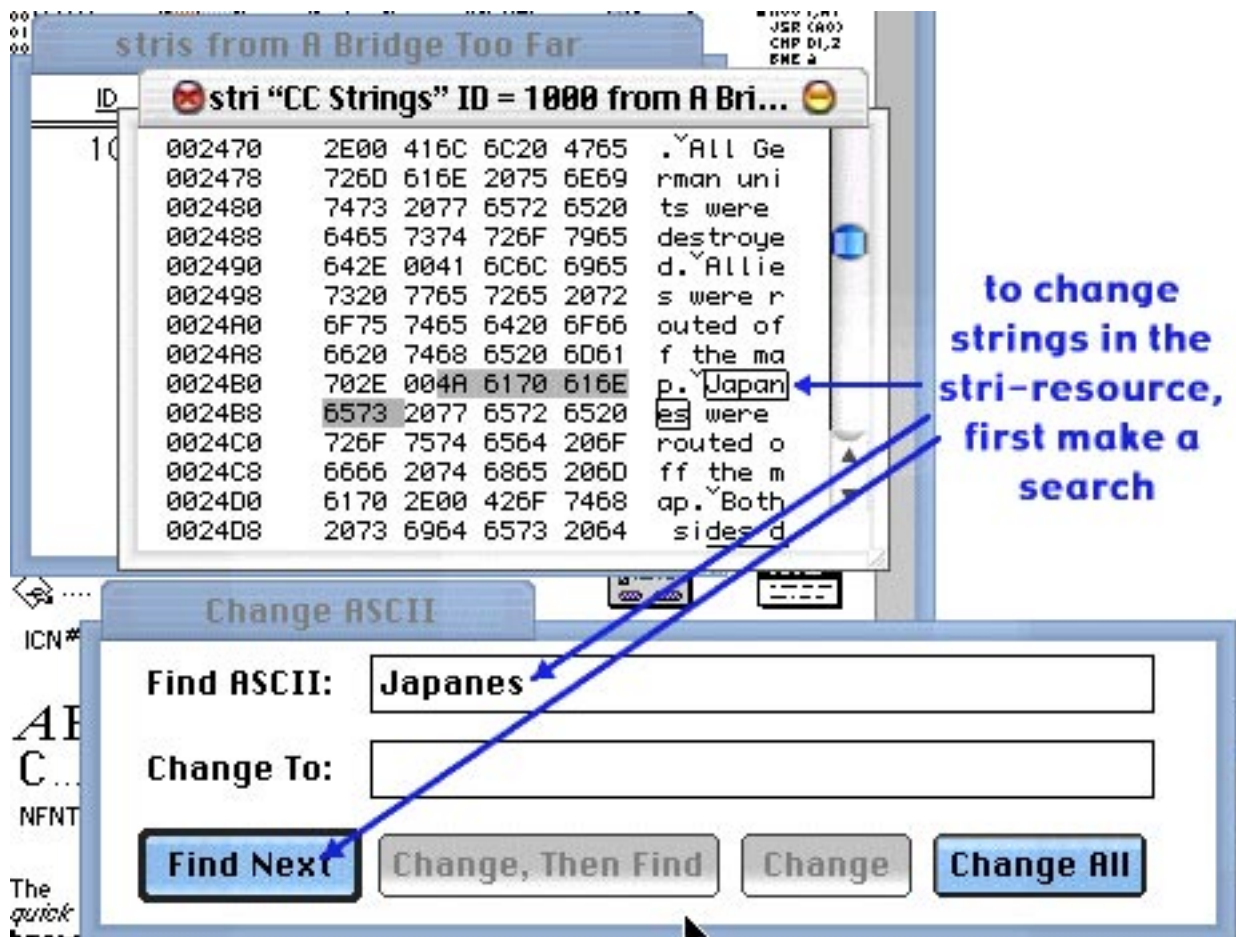 JSR (A0)
CMP D1,2
BNE a
stris from A Bridge Too Far
ID
stri “CC Strings” ID = 1000 from A Bri...
002470 2E00 416C 6C20 4765 .ˇAll Ge
002478 726D 616E 2075 6E69 rman uni
002480 7473 2077 6572 6520 ts were
002488 6465 7374 726F 7965 destroye
002490 642E 0041 6C6C 6965 d.ˇAllie
002498 7320 7765 7265 2072 s were r
0024A0 6F75 7465 6420 6F66 outed of
0024A8 6620 7468 6520 6D61 f the ma
0024B0 702E 004A 6170 616E p.ˇJapan
0024B8 6573 2077 6572 6520 es were
0024C0 726F 7574 6564 206F routed o
0024C8 6666 2074 6865 206D ff the m
0024D0 6170 2E00 426F 7468 ap.ˇBoth
0024D8 2073 6964 6573 2064 sides d
to change
strings in the
stri-resource,
first make a
search
ICN#
Change ASCII
Find ASCII: Japanes
Change To:
NFNT
Find Next Change, Then Find Change Change All
The
quick